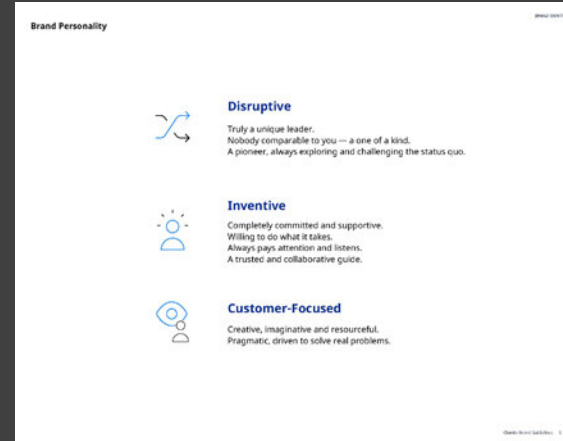 Brand Personality
Disruptive
Truly a unique leader.
Nobody comparable to you — a one of a kind.
A pioneer, always exploring and challenging the status quo.
Inventive
Completely committed and supportive.
Willing to do what it takes.
Always pays attention and listens.
A trusted and collaborative guide.
Customer-Focused
Creative, imaginative and resourceful.
Pragmatic, driven to solve real problems.
Brand Guidelines